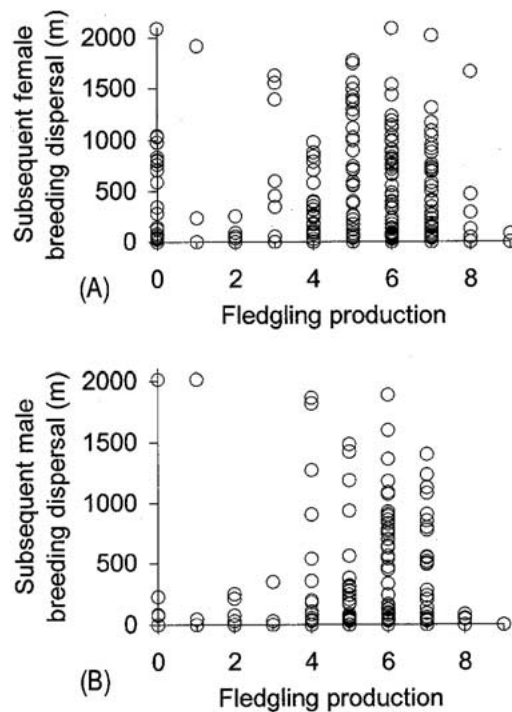 Subsequent female
breeding dispersal (m)
2000
1500
1000
500
0
0 2 4 6 8
(A)
Fledgling production
Subsequent male
breeding dispersal (m)
2000
1500
1000
500
0
0 2 4 6 8
(B)
Fledgling production